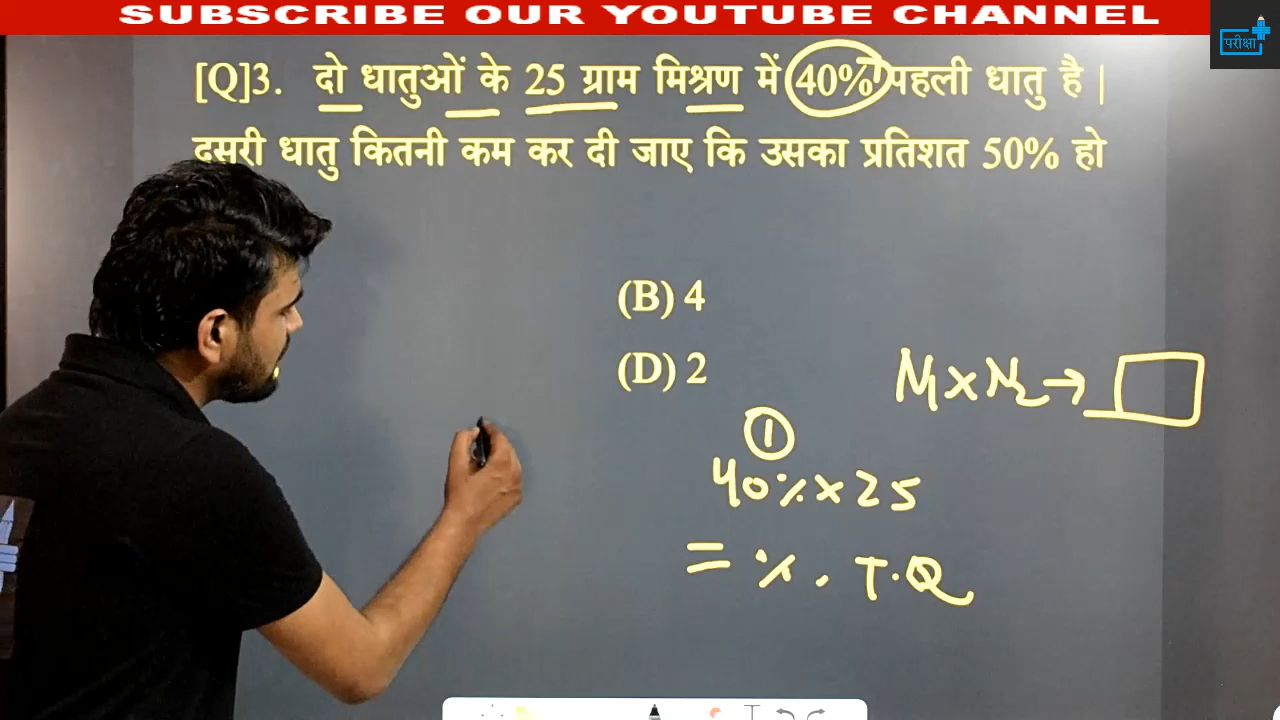 SUBSCRIBE OUR YOUTUBE CHANNEL
परीक्षा
[Q]3. दो धातुओं के 25 ग्राम मिश्रण में 40% पहली धातु है |
दूसरी धातु कितनी कम कर दी जाए कि उसका प्रतिशत 50% हो
(B) 4
(D) 2
M1 × M2 →
1
40% × 25
= % . T.Q